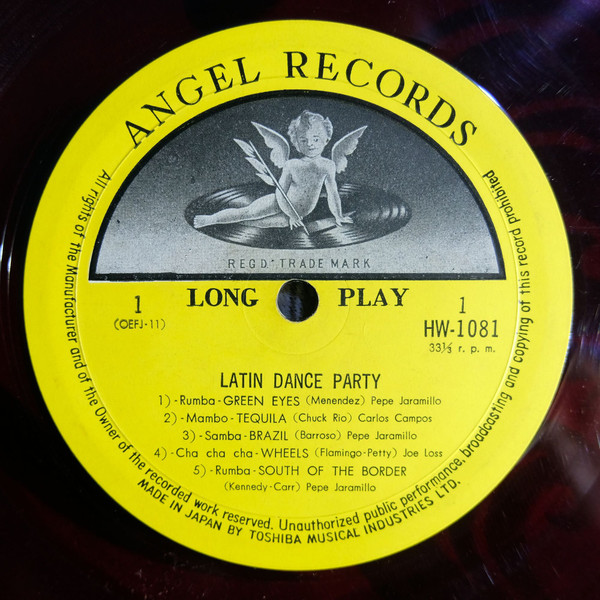 ANGEL RECORDS
REGD. TRADE MARK
LONG PLAY
1
(OEFJ-11)
1
HW-1081
33⅓ r. p. m.
LATIN DANCE PARTY
1)-Rumba-GREEN EYES (Menendez) Pepe Jaramillo
2)-Mambo-TEQUILA (Chuck Rio) Carlos Campos
3)-Samba-BRAZIL (Barroso) Pepe Jaramillo
4)-Cha cha cha-WHEELS (Flamingo-Petty) Joe Loss
5)-Rumba-SOUTH OF THE BORDER
(Kennedy-Carr) Pepe Jaramillo
All rights of the Manufacturer and of the Owner of the recorded work reserved. Unauthorized public performance, broadcasting and copying of this record prohibited
MADE IN JAPAN BY TOSHIBA MUSICAL INDUSTRIES LTD.